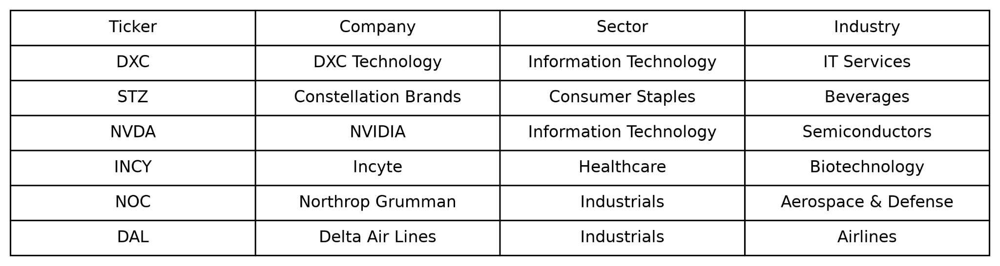 Ticker Company Sector Industry
DXC DXC Technology Information Technology IT Services
STZ Constellation Brands Consumer Staples Beverages
NVDA NVIDIA Information Technology Semiconductors
INCY Incyte Healthcare Biotechnology
NOC Northrop Grumman Industrials Aerospace & Defense
DAL Delta Air Lines Industrials Airlines